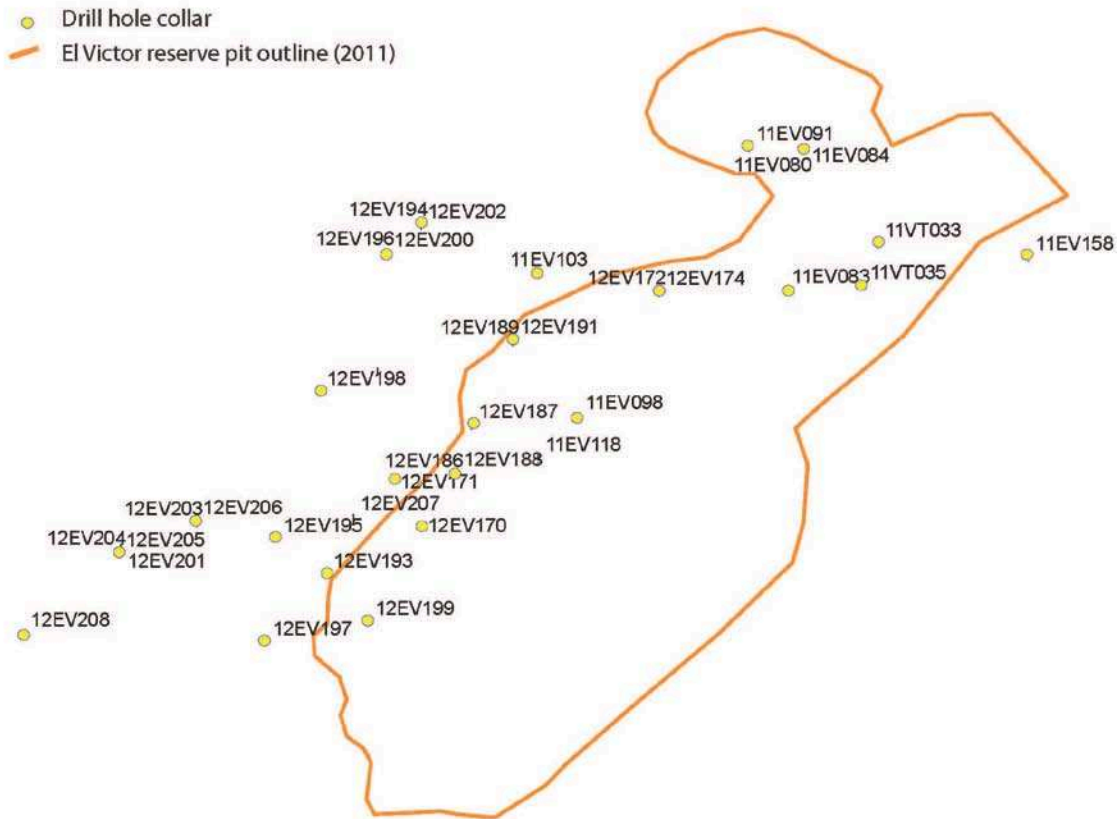 Drill hole collar
El Victor reserve pit outline (2011)
11EV091
11EV080
11EV084
12EV194
12EV202
12EV196
12EV200
11VT033
11EV158
11EV103
12EV172
12EV174
11EV083
11VT035
12EV189
12EV191
12EV198
12EV187
11EV098
11EV118
12EV186
12EV188
12EV171
12EV207
12EV203
12EV206
12EV195
12EV170
12EV204
12EV205
12EV201
12EV193
12EV208
12EV199
12EV197